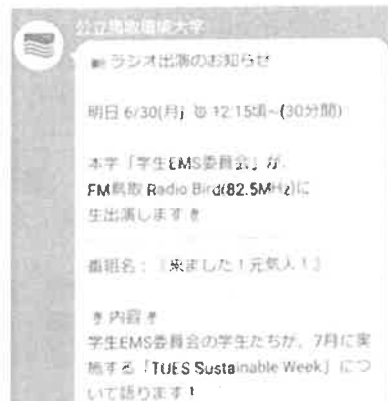 公立鳥取環境大学
ラジオ出演のお知らせ
明日 6/30(月) 12:15頃~(30分間)
本字「学生EMS委員会」が、
FM鳥取 Radio Bird(82.5MHz)に
生出演します
番組名：『来ました！元気人！』
内容
学生EMS委員会の学生たちが、7月に実
施する「TUES Sustainable Week」につ
いて語ります！